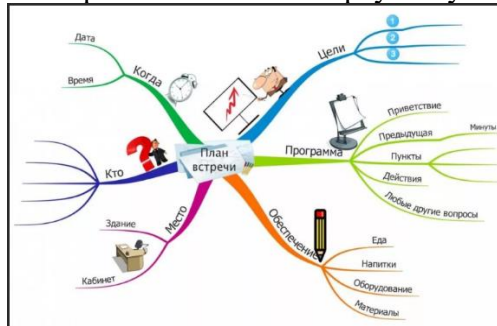 Дата
Время
Когда
Цели
1
2
3
План
встречи
Программа
Приветствие
Предыдущая
Минуты
Пункты
Действия
Любые другие вопросы
Кто
Место
Здание
Кабинет
Обеспечение
Еда
Напитки
Оборудование
Материалы